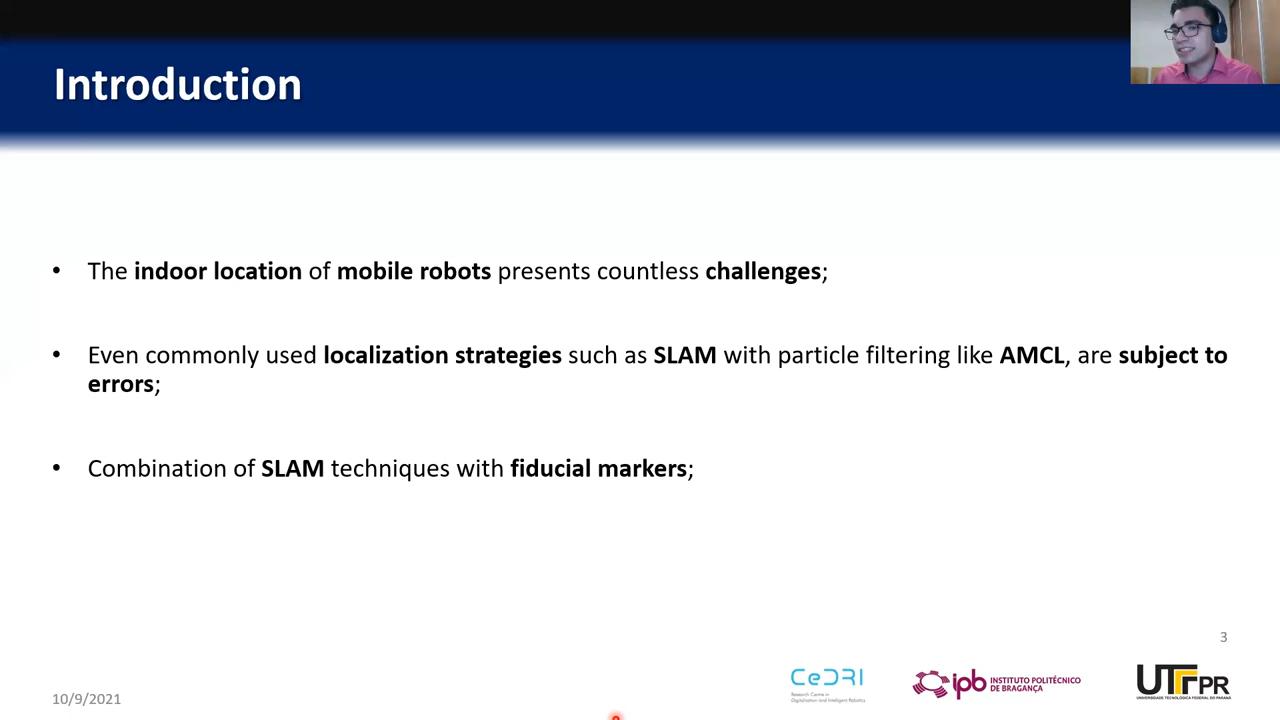 Introduction
• The indoor location of mobile robots presents countless challenges;
• Even commonly used localization strategies such as SLAM with particle filtering like AMCL, are subject to
errors;
• Combination of SLAM techniques with fiducial markers;
3
10/9/2021
CeDRI
Research Centre in
Digitalization and Intelligent Robotics
ipb INSTITUTO POLITÉCNICO
DE BRAGANÇA
UTFPR
UNIVERSIDADE TECNOLÓGICA FEDERAL DO PARANÁ